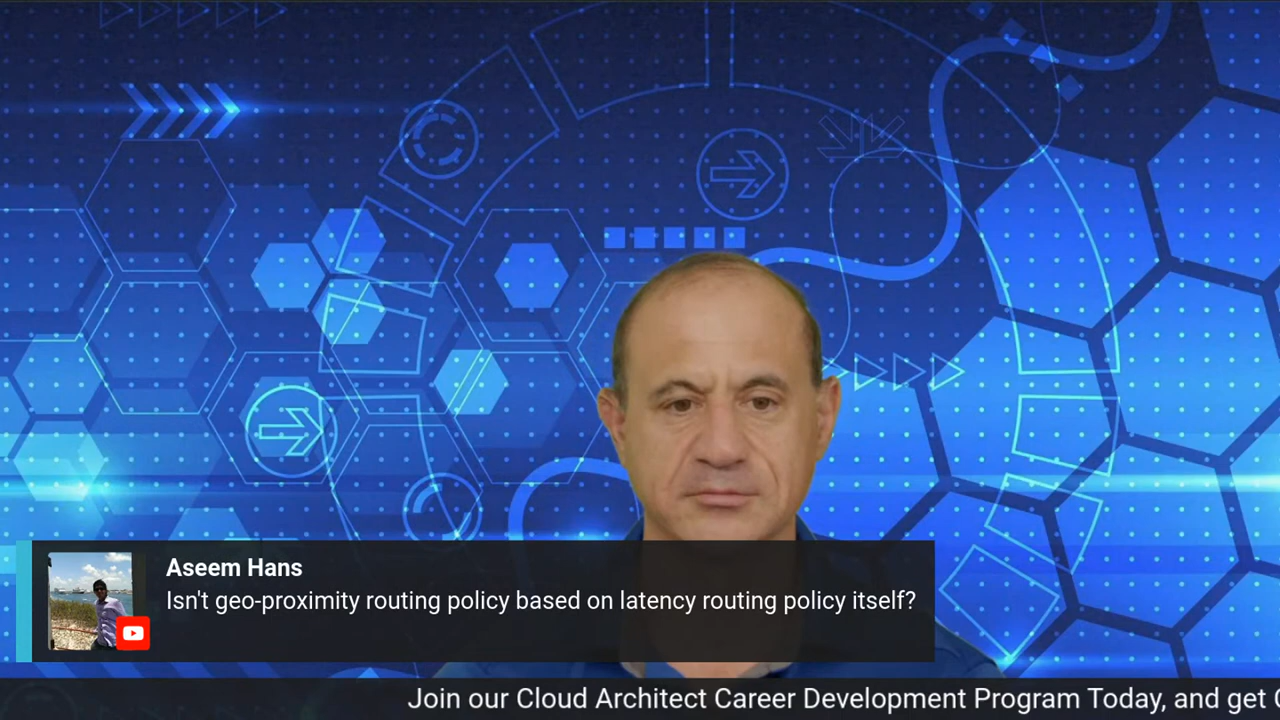 Aseem Hans
Isn't geo-proximity routing policy based on latency routing policy itself?
Join our Cloud Architect Career Development Program Today, and get